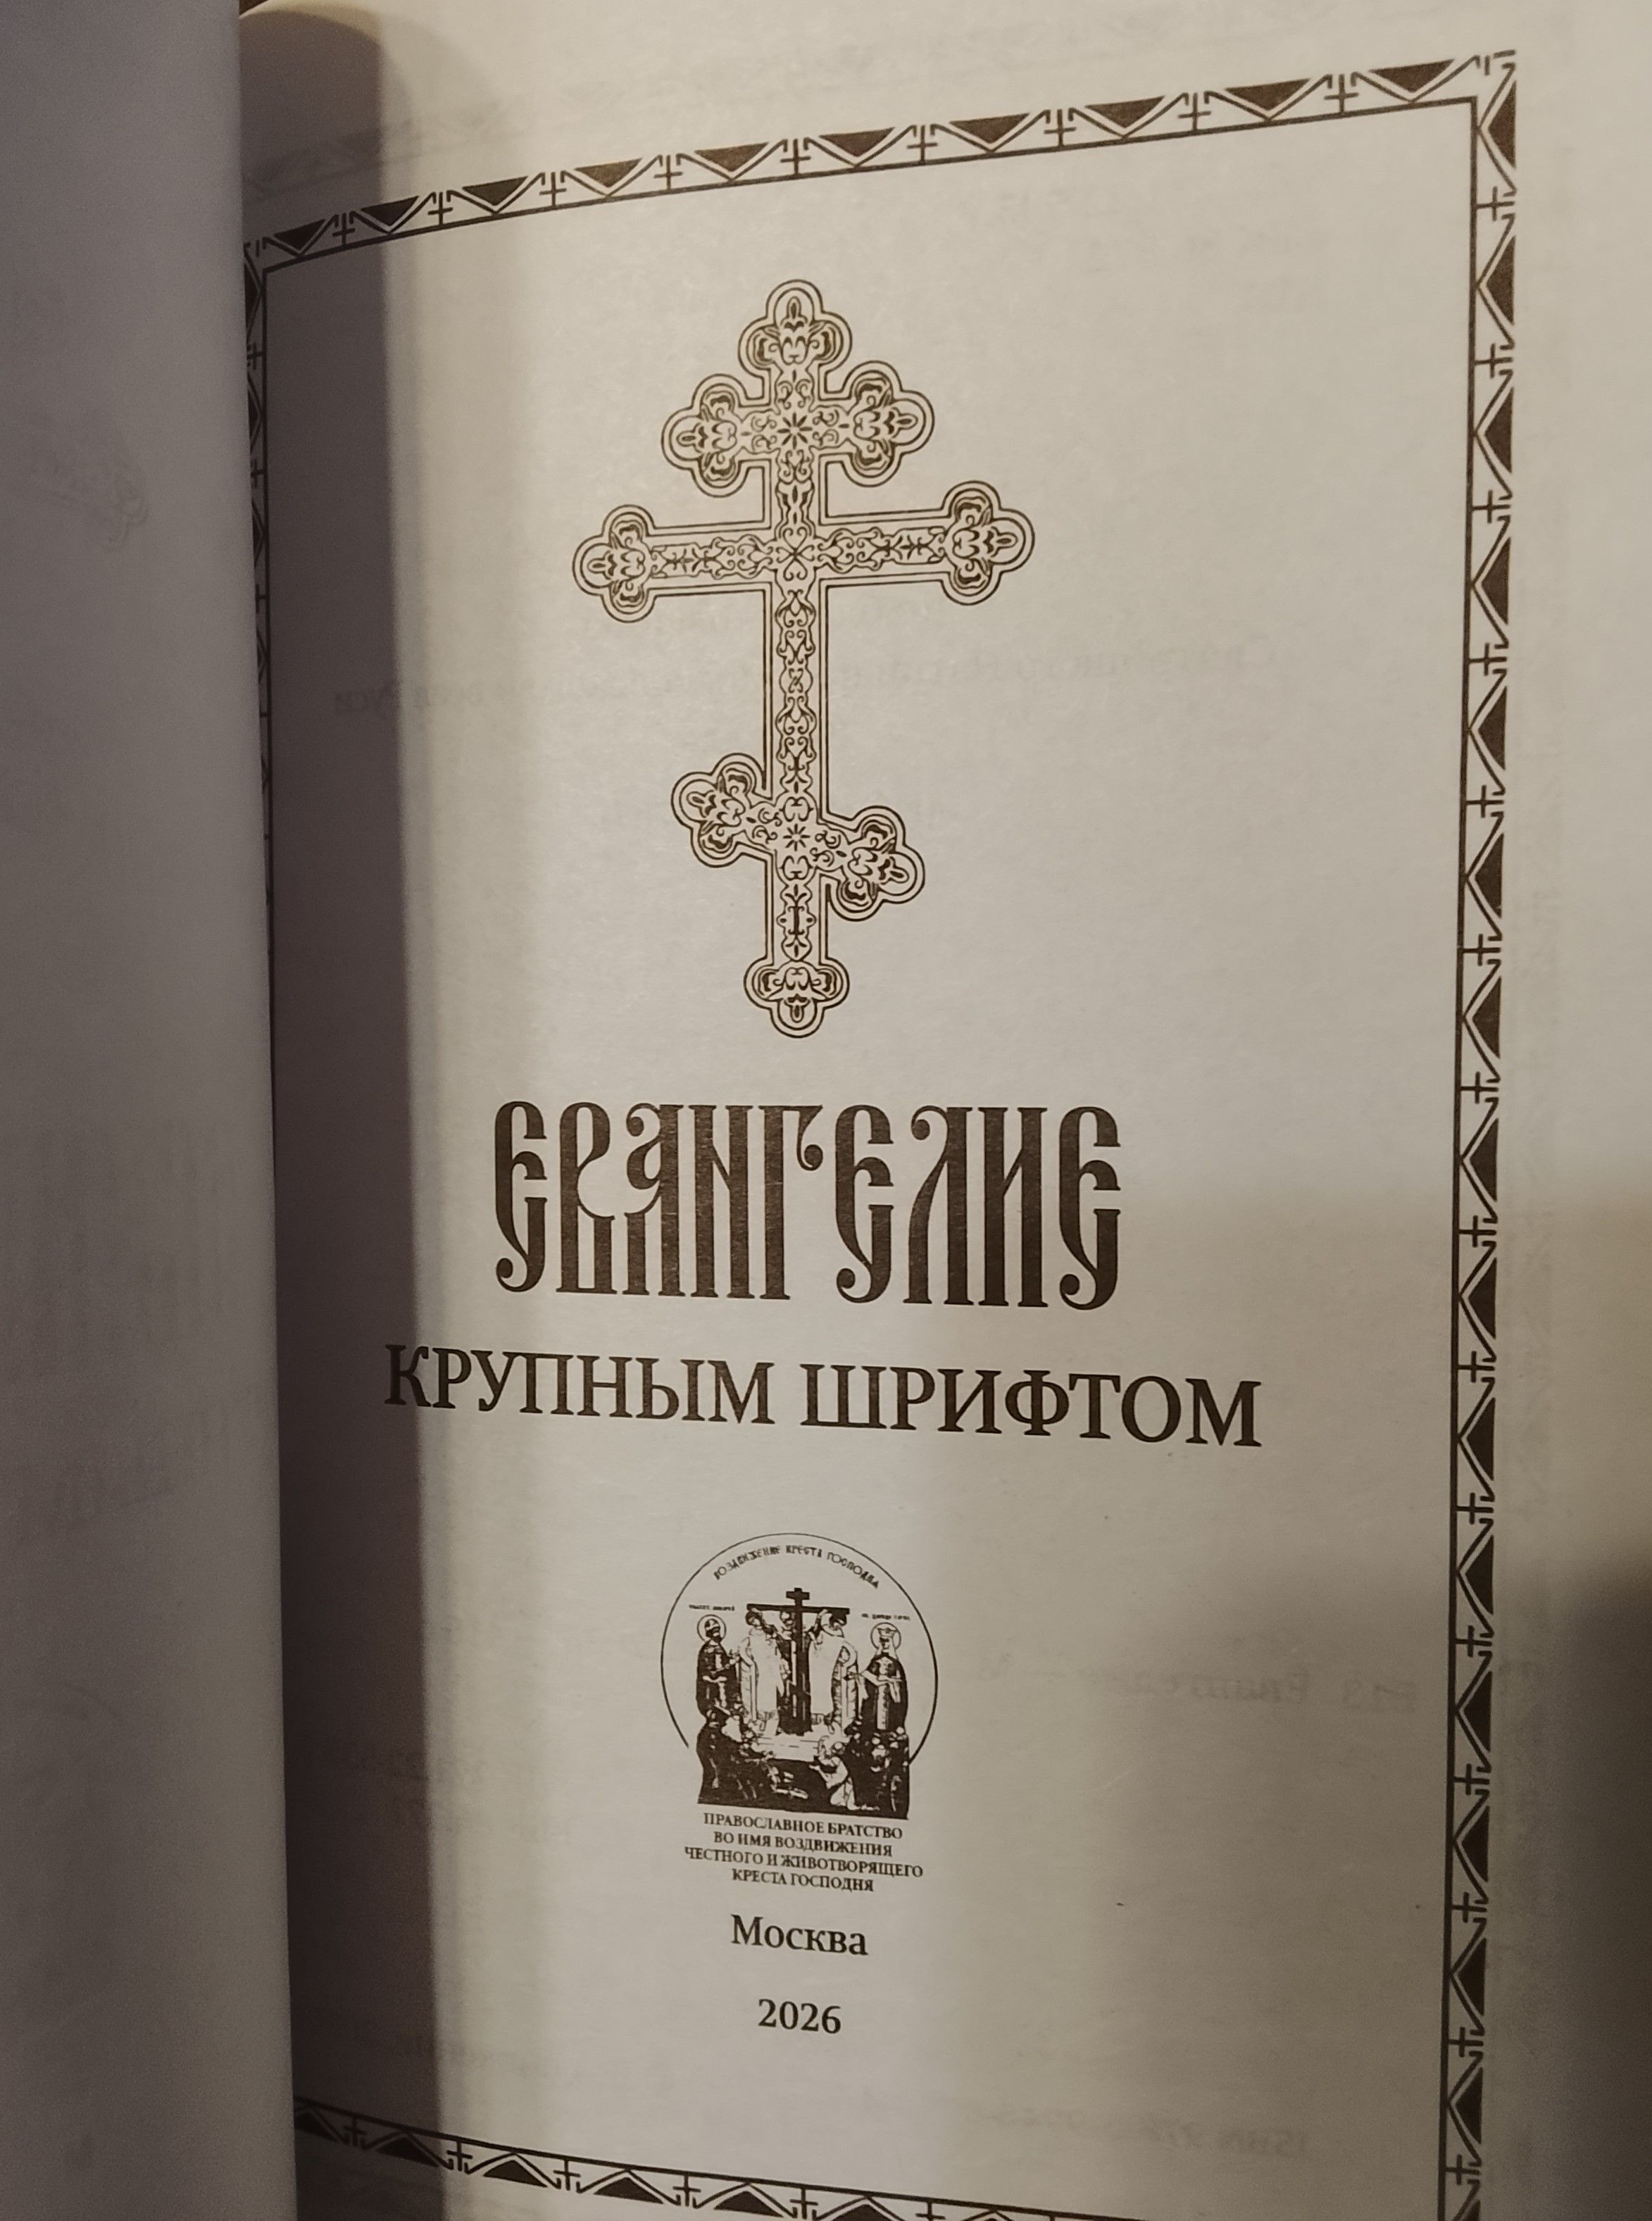 ЕВАНГЕЛИЕ
КРУПНЫМ ШРИФТОМ
ВОЗДВИЖЕНИЕ КРЕСТА ГОСПОДНЯ
ПРАВОСЛАВНОЕ БРАТСТВО
ВО ИМЯ ВОЗДВИЖЕНИЯ
ЧЕСТНОГО И ЖИВОТВОРЯЩЕГО
КРЕСТА ГОСПОДНЯ
Москва
2026